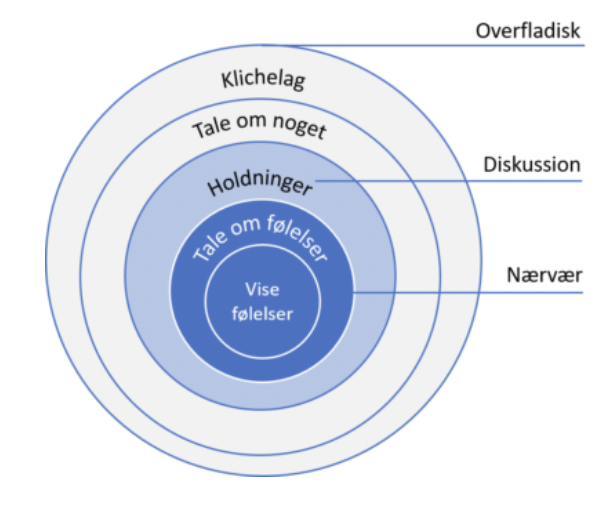 Overfladisk
Klichelag
Tale om noget
Diskussion
Holdninger
Tale om følelser
Nærvær
Vise
følelser